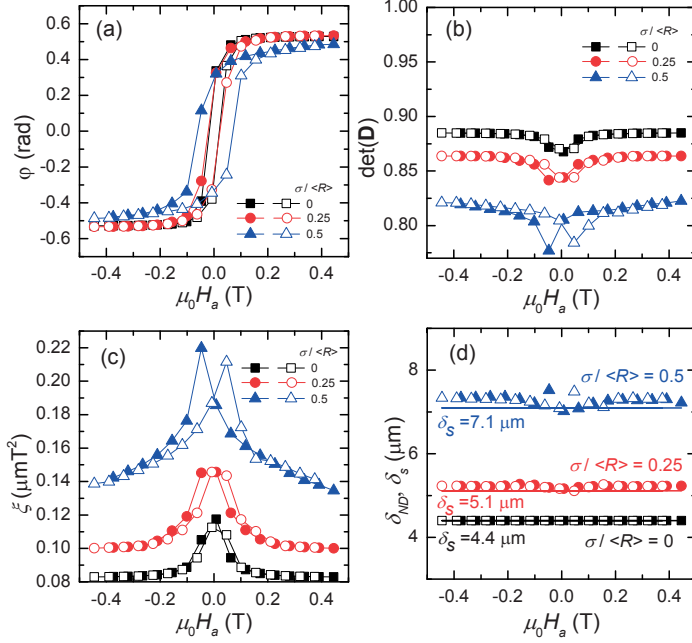 (a)
φ (rad)
0.6
0.4
0.2
0.0
-0.2
-0.4
-0.6
σ / <R>
0
0.25
0.5
-0.4 -0.2 0.0 0.2 0.4
μ₀Hₐ (T)
(b)
det(D)
1.00
0.95
0.90
0.85
0.80
σ / <R>
0
0.25
0.5
-0.4 -0.2 0.0 0.2 0.4
μ₀Hₐ (T)
(c)
ξ (μmT²)
0.22
0.20
0.18
0.16
0.14
0.12
0.10
0.08
σ / <R>
0
0.25
0.5
-0.4 -0.2 0.0 0.2 0.4
μ₀Hₐ (T)
(d)
δND, δs (μm)
8
6
4
σ / <R> = 0.5
δs = 7.1 μm
σ / <R> = 0.25
δs = 5.1 μm
δs = 4.4 μm
σ / <R> = 0
-0.4 -0.2 0.0 0.2 0.4
μ₀Hₐ (T)